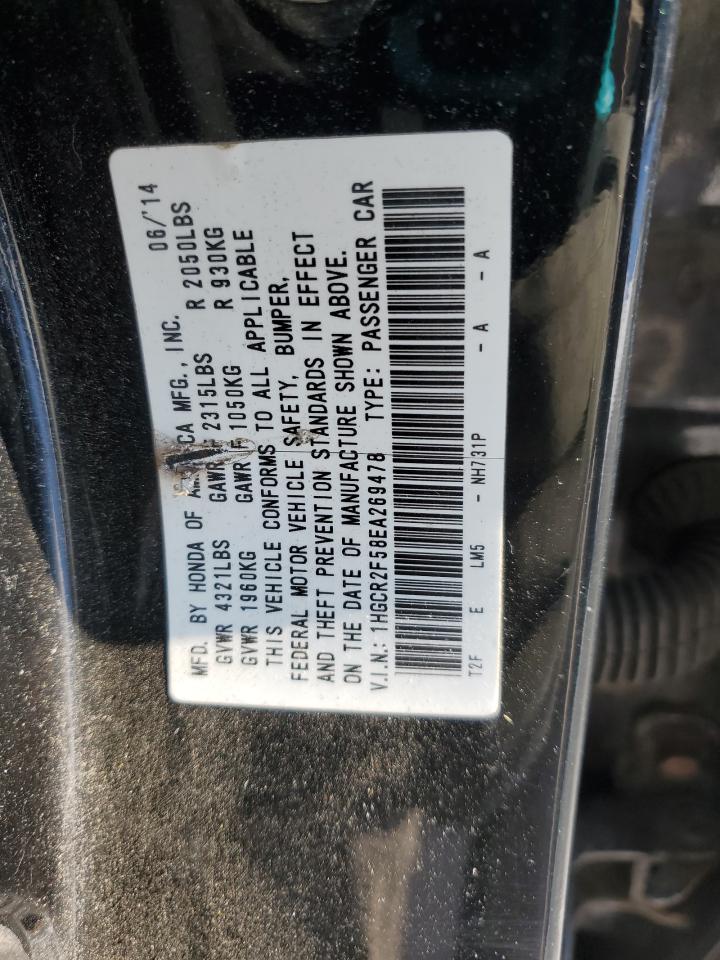 MFD. BY HONDA OF CA MFG., INC. 06/'14
GVWR 4321LBS GAWR F 2315LBS R 2050LBS
GVWR 1960KG GAWR F 1050KG R 930KG
THIS VEHICLE CONFORMS TO ALL APPLICABLE
FEDERAL MOTOR VEHICLE SAFETY, BUMPER,
AND THEFT PREVENTION STANDARDS IN EFFECT
ON THE DATE OF MANUFACTURE SHOWN ABOVE.
V.I.N.: 1HGCR2F58EA269478 TYPE: PASSENGER CAR
T2F E LM5 - NH731P - A - A